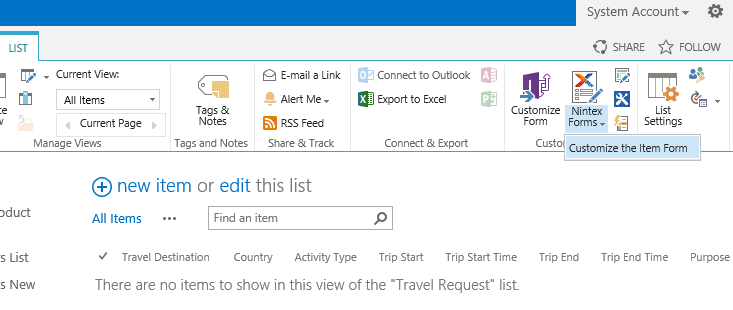 System Account
LIST
SHARE
FOLLOW
Current View:
All Items
Current Page
Manage Views
Tags &
Notes
Tags and Notes
E-mail a Link
Alert Me
RSS Feed
Share & Track
Connect to Outlook
Export to Excel
Connect & Export
Customize
Form
Nintex
Forms
List
Settings
Customize the Item Form
new item or edit this list
All Items ...
Find an item
Travel Destination Country Activity Type Trip Start Trip Start Time Trip End Trip End Time Purpose
There are no items to show in this view of the "Travel Request" list.
s List
s New